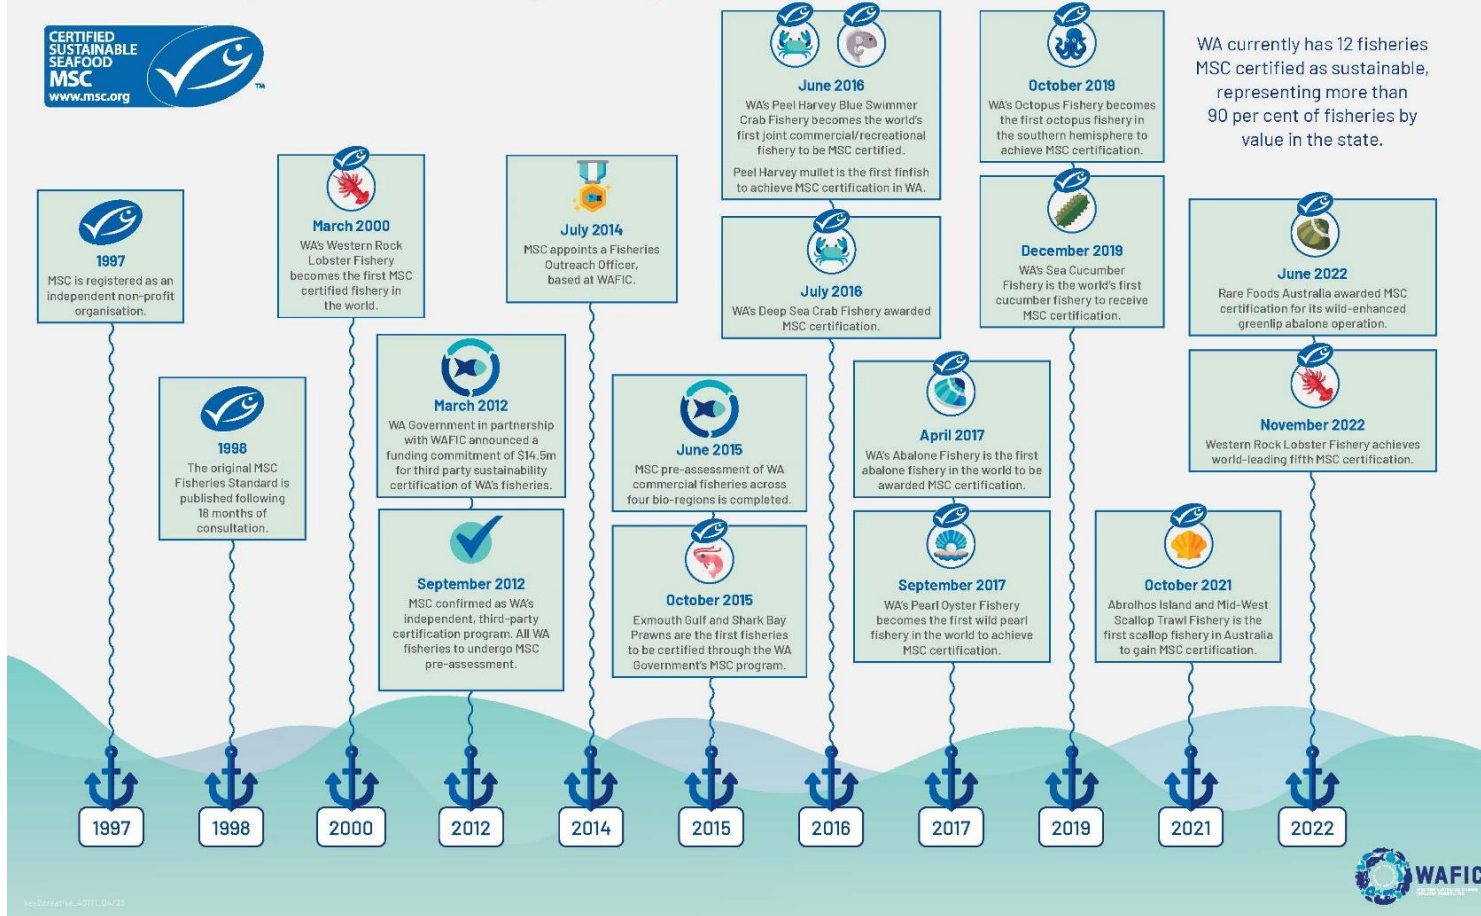 CERTIFIED
SUSTAINABLE
SEAFOOD
MSC
www.msc.org
TM
WA currently has 12 fisheries
MSC certified as sustainable,
representing more than
90 per cent of fisheries by
value in the state.
1997
MSC is registered as an
independent non-profit
organisation.
1998
The original MSC
Fisheries Standard is
published following
18 months of
consultation.
March 2000
WA's Western Rock
Lobster Fishery
becomes the first MSC
certified fishery in
the world.
March 2012
WA Government in partnership
with WAFIC announced a
funding commitment of $14.5m
for third party sustainability
certification of WA's fisheries.
September 2012
MSC confirmed as WA's
independent, third-party
certification program. All WA
fisheries to undergo MSC
pre-assessment.
July 2014
MSC appoints a Fisheries
Outreach Officer,
based at WAFIC.
June 2015
MSC pre-assessment of WA
commercial fisheries across
four bio-regions is completed.
October 2015
Exmouth Gulf and Shark Bay
Prawns are the first fisheries
to be certified through the WA
Government's MSC program.
June 2016
WA's Peel Harvey Blue Swimmer
Crab Fishery becomes the world's
first joint commercial/recreational
fishery to be MSC certified.
Peel Harvey mullet is the first finfish
to achieve MSC certification in WA.
July 2016
WA's Deep Sea Crab Fishery awarded
MSC certification.
April 2017
WA's Abalone Fishery is the first
abalone fishery in the world to be
awarded MSC certification.
September 2017
WA's Pearl Oyster Fishery
becomes the first wild pearl
fishery in the world to achieve
MSC certification.
October 2019
WA's Octopus Fishery becomes
the first octopus fishery in
the southern hemisphere to
achieve MSC certification.
December 2019
WA's Sea Cucumber
Fishery is the world's first
cucumber fishery to receive
MSC certification.
October 2021
Abrolhos Island and Mid-West
Scallop Trawl Fishery is the
first scallop fishery in Australia
to gain MSC certification.
June 2022
Rare Foods Australia awarded MSC
certification for its wild-enhanced
greenlip abalone operation.
November 2022
Western Rock Lobster Fishery achieves
world-leading fifth MSC certification.
1997
1998
2000
2012
2014
2015
2016
2017
2019
2021
2022
WAFIC